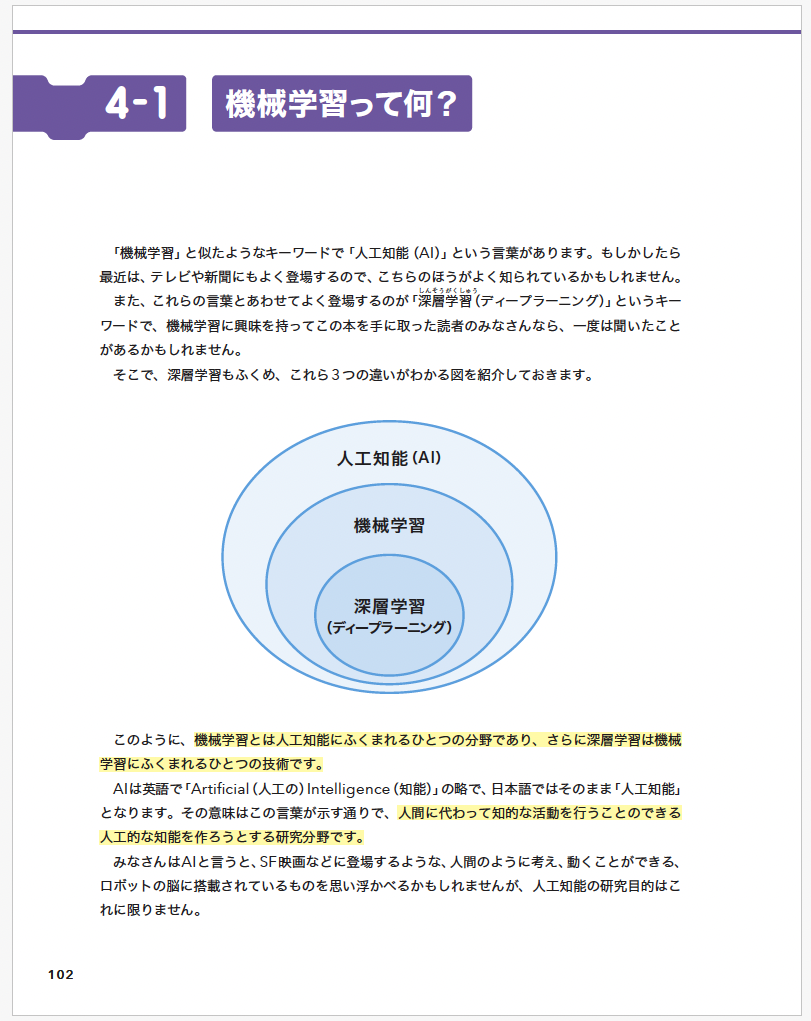 4-1 機械学習って何？
「機械学習」と似たようなキーワードで「人工知能（AI）」という言葉があります。もしかしたら
最近は、テレビや新聞にもよく登場するので、こちらのほうがよく知られているかもしれません。
しんそうがくしゅう
また、これらの言葉とあわせてよく登場するのが「深層学習（ディープラーニング）」というキー
ワードで、機械学習に興味を持ってこの本を手に取った読者のみなさんなら、一度は聞いたこと
があるかもしれません。
そこで、深層学習もふくめ、これら３つの違いがわかる図を紹介しておきます。
人工知能（AI）
機械学習
深層学習
（ディープラーニング）
このように、機械学習とは人工知能にふくまれるひとつの分野であり、さらに深層学習は機械
学習にふくまれるひとつの技術です。
AIは英語で「Artificial（人工の）Intelligence（知能）」の略で、日本語ではそのまま「人工知能」
となります。その意味はこの言葉が示す通りで、人間に代わって知的な活動を行うことのできる
人工的な知能を作ろうとする研究分野です。
みなさんはAIと言うと、SF映画などに登場するような、人間のように考え、動くことができる、
ロボットの脳に搭載されているものを思い浮かべるかもしれませんが、人工知能の研究目的はこ
れに限りません。
102